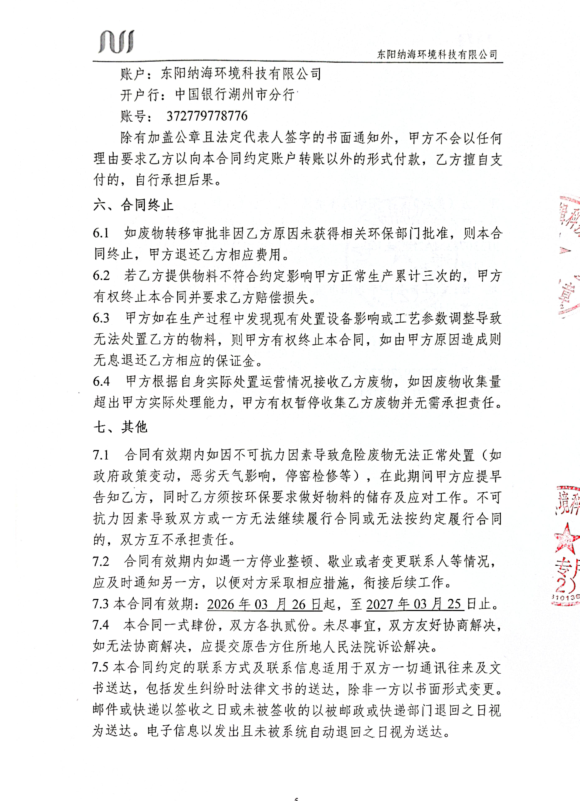 东阳纳海环境科技有限公司
账户：东阳纳海环境科技有限公司
开户行：中国银行湖州市分行
账号： 372779778776
除有加盖公章且法定代表人签字的书面通知外，甲方不会以任何
理由要求乙方以向本合同约定账户转账以外的形式付款，乙方擅自支
付的，自行承担后果。
六、合同终止
6.1 如废物转移审批非因乙方原因未获得相关环保部门批准，则本合
同终止，甲方退还乙方相应费用。
6.2 若乙方提供物料不符合约定影响甲方正常生产累计三次的，甲方
有权终止本合同并要求乙方赔偿损失。
6.3 甲方如在生产过程中发现现有处置设备影响或工艺参数调整导致
无法处置乙方的物料，则甲方有权终止本合同，如由甲方原因造成则
无息退还乙方相应的保证金。
6.4 甲方根据自身实际处置运营情况接收乙方废物，如因废物收集量
超出甲方实际处理能力，甲方有权暂停收集乙方废物并无需承担责任。
七、其他
7.1 合同有效期内如因不可抗力因素导致危险废物无法正常处置（如
政府政策变动，恶劣天气影响，停窑检修等），在此期间甲方应提早
告知乙方，同时乙方须按环保要求做好物料的储存及应对工作。不可
抗力因素导致双方或一方无法继续履行合同或无法按约定履行合同
的，双方互不承担责任。
7.2 合同有效期内如遇一方停业整顿、歇业或者变更联系人等情况，
应及时通知另一方，以便对方采取相应措施，衔接后续工作。
7.3 本合同有效期：2026 年 03 月 26 日起，至 2027 年 03 月 25 日止。
7.4 本合同一式肆份，双方各执贰份。未尽事宜，双方友好协商解决，
如无法协商解决，应提交原告方住所地人民法院诉讼解决。
7.5 本合同约定的联系方式及联系信息适用于双方一切通讯往来及文
书送达，包括发生纠纷时法律文书的送达，除非一方以书面形式变更。
邮件或快递以签收之日或未被签收的以被邮政或快递部门退回之日视
为送达。电子信息以发出且未被系统自动退回之日视为送达。